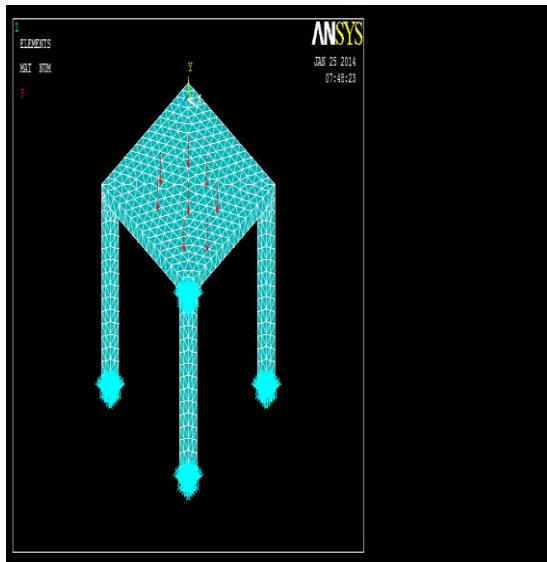 1
ELEMENTS
MAT NUM
F
ANSYS
JAN 25 2014
07:48:23
Y